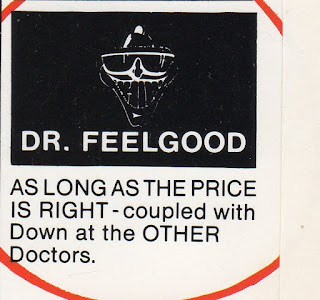 DR. FEELGOOD
AS LONG AS THE PRICE
IS RIGHT - coupled with
Down at the OTHER
Doctors.